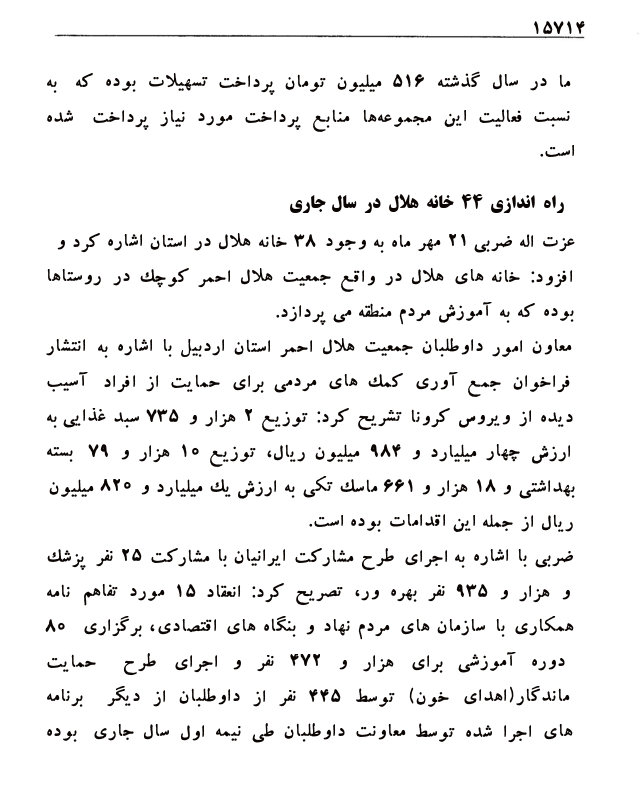 ۱۵۷۱۴
ما در سال گذشته ۵۱۶ میلیون تومان پرداخت تسهیلات بوده که به
نسبت فعالیت این مجموعه‌ها منابع پرداخت مورد نیاز پرداخت شده
است.
راه اندازی ۴۴ خانه هلال در سال جاری
عزت اله ضربی ۲۱ مهر ماه به وجود ۳۸ خانه هلال در استان اشاره کرد و
افزود: خانه های هلال در واقع جمعیت هلال احمر کوچك در روستاها
بوده که به آموزش مردم منطقه می پردازد.
معاون امور داوطلبان جمعیت هلال احمر استان اردبیل با اشاره به انتشار
فراخوان جمع آوری کمك های مردمی برای حمایت از افراد آسیب
دیده از ویروس کرونا تشریح کرد: توزیع ۲ هزار و ۷۳۵ سبد غذایی به
ارزش چهار میلیارد و ۹۸۴ میلیون ریال، توزیع ۱۰ هزار و ۷۹ بسته
بهداشتی و ۱۸ هزار و ۶۶۱ ماسك تکی به ارزش یك میلیارد و ۸۲۰ میلیون
ریال از جمله این اقدامات بوده است.
ضربی با اشاره به اجرای طرح مشارکت ایرانیان با مشارکت ۲۵ نفر پزشك
و هزار و ۹۳۵ نفر بهره ور، تصریح کرد: انعقاد ۱۵ مورد تفاهم نامه
همکاری با سازمان های مردم نهاد و بنگاه های اقتصادی، برگزاری ۸۰
دوره آموزشی برای هزار و ۴۷۲ نفر و اجرای طرح حمایت
ماندگار(اهدای خون) توسط ۴۴۵ نفر از داوطلبان از دیگر برنامه
های اجرا شده توسط معاونت داوطلبان طی نیمه اول سال جاری بوده